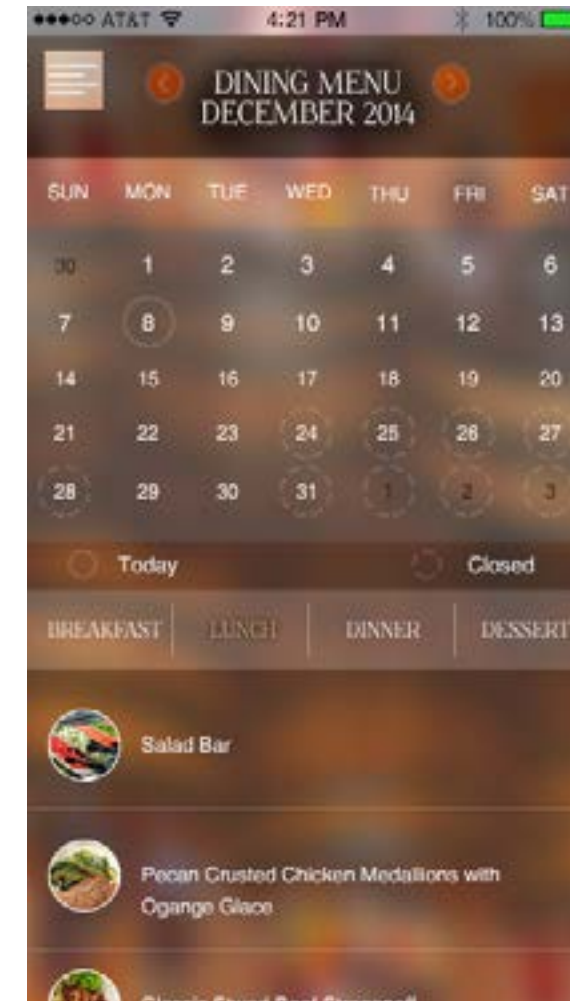 AT&T 4:21 PM 100%
DINING MENU
DECEMBER 2014
SUN MON TUE WED THU FRI SAT
30 1 2 3 4 5 6
7 8 9 10 11 12 13
14 15 16 17 18 19 20
21 22 23 24 25 26 27
28 29 30 31 1 2 3
Today Closed
BREAKFAST LUNCH DINNER DESSERT
Salad Bar
Pecan Crusted Chicken Medallions with
Ogange Glace